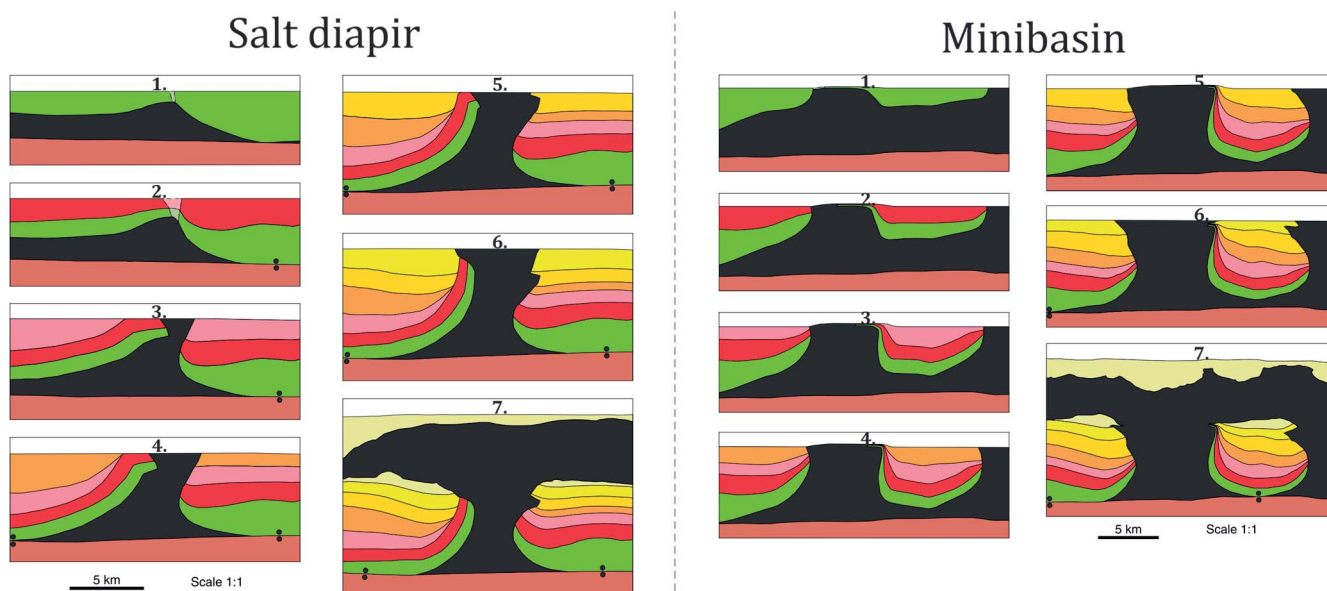 Salt diapir
1.
2.
3.
4.
5 km
Scale 1:1
5.
6.
7.
Minibasin
1.
2.
3.
4.
5.
6.
7.
5 km
Scale 1:1